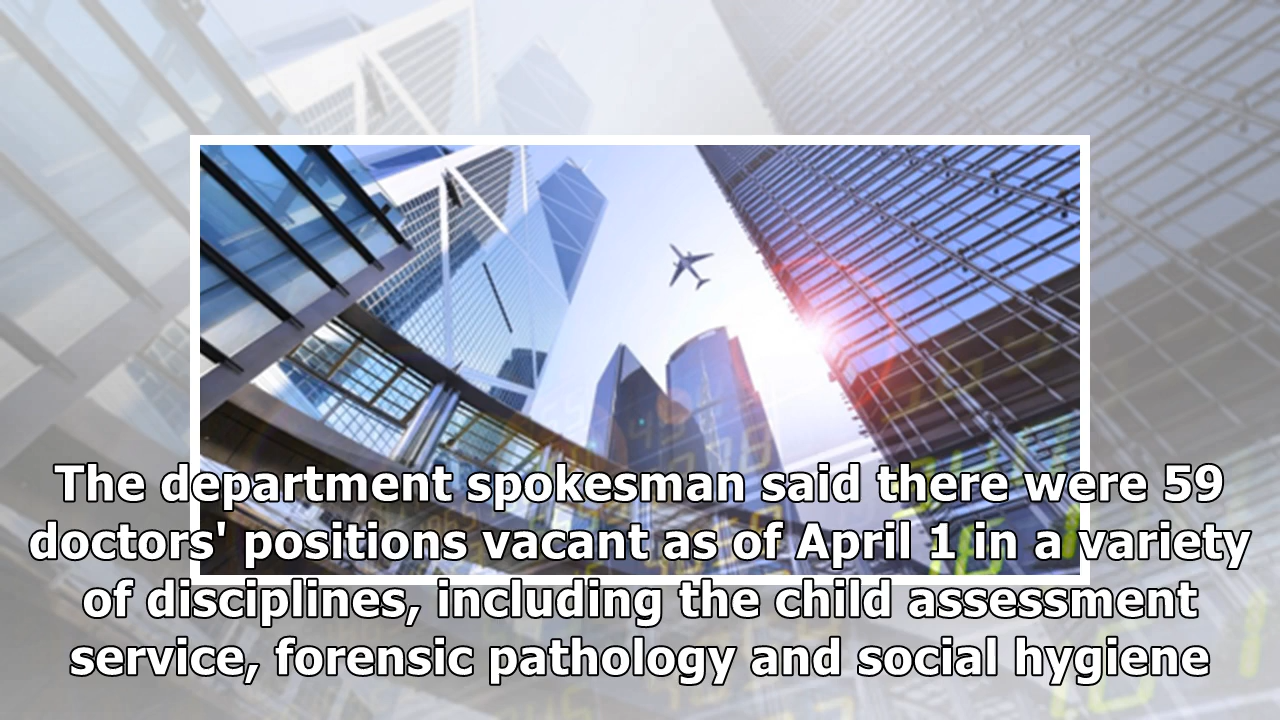 The department spokesman said there were 59
doctors' positions vacant as of April 1 in a variety
of disciplines, including the child assessment
service, forensic pathology and social hygiene